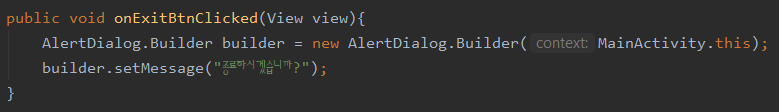 public void onExitBtnClicked(View view){
AlertDialog.Builder builder = new AlertDialog.Builder( context: MainActivity.this);
builder.setMessage("종료하시겠습니까?");
}